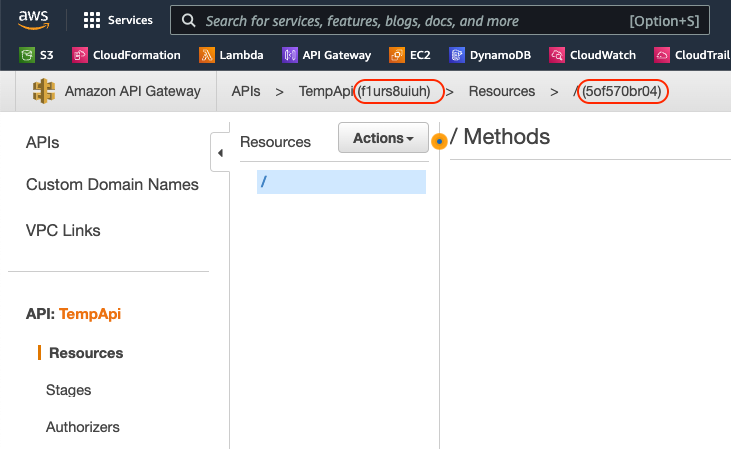 aws Services Search for services, features, blogs, docs, and more [Option+S]
S3 CloudFormation Lambda API Gateway EC2 DynamoDB CloudWatch CloudTrail
Amazon API Gateway APIs > TempApi (f1urs8uiuh) > Resources > / (5of570br04)
APIs
Custom Domain Names
VPC Links
API: TempApi
Resources
Stages
Authorizers
Resources Actions
/
/ Methods